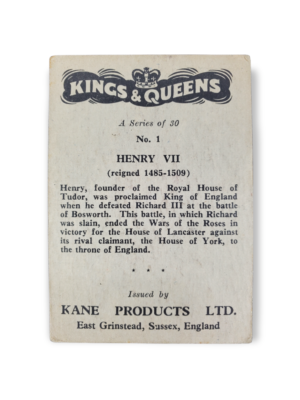 KINGS & QUEENS
A Series of 30
No. 1
HENRY VII
(reigned 1485-1509)
Henry, founder of the Royal House of
Tudor, was proclaimed King of England
when he defeated Richard III at the battle
of Bosworth. This battle, in which Richard
was slain, ended the Wars of the Roses in
victory for the House of Lancaster against
its rival claimant, the House of York, to
the throne of England.
* * *
Issued by
KANE PRODUCTS LTD.
East Grinstead, Sussex, England